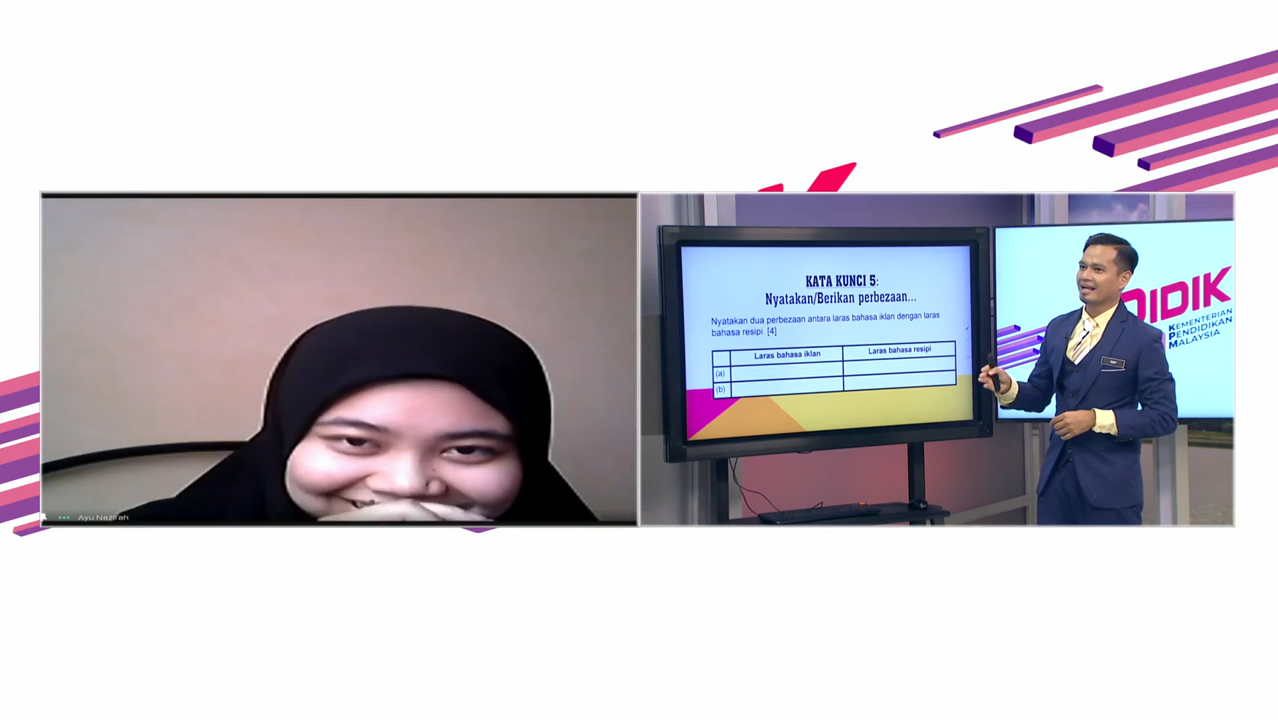 KATA KUNCI 5:
Nyatakan/Berikan perbezaan...
Nyatakan dua perbezaan antara laras bahasa iklan dengan laras
bahasa resipi. [4]
Laras bahasa iklan
Laras bahasa resipi
(a)
(b)
DIDIK
KEMENTERIAN
PENDIDIKAN
MALAYSIA
Ayu Nazirah